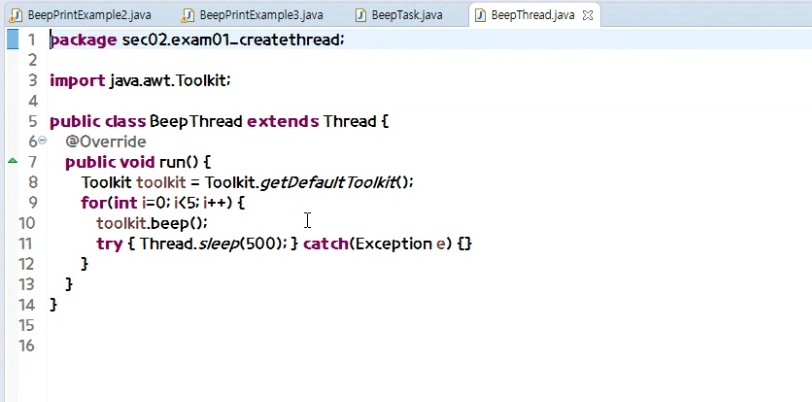 BeepPrintExample2.java BeepPrintExample3.java BeepTask.java BeepThread.java
1 package sec02.exam01_createthread;
2
3 import java.awt.Toolkit;
4
5 public class BeepThread extends Thread {
6 @Override
7 public void run() {
8 Toolkit toolkit = Toolkit.getDefaultToolkit();
9 for(int i=0; i<5; i++) {
10 toolkit.beep();
11 try { Thread.sleep(500); } catch(Exception e) {}
12 }
13 }
14 }
15
16